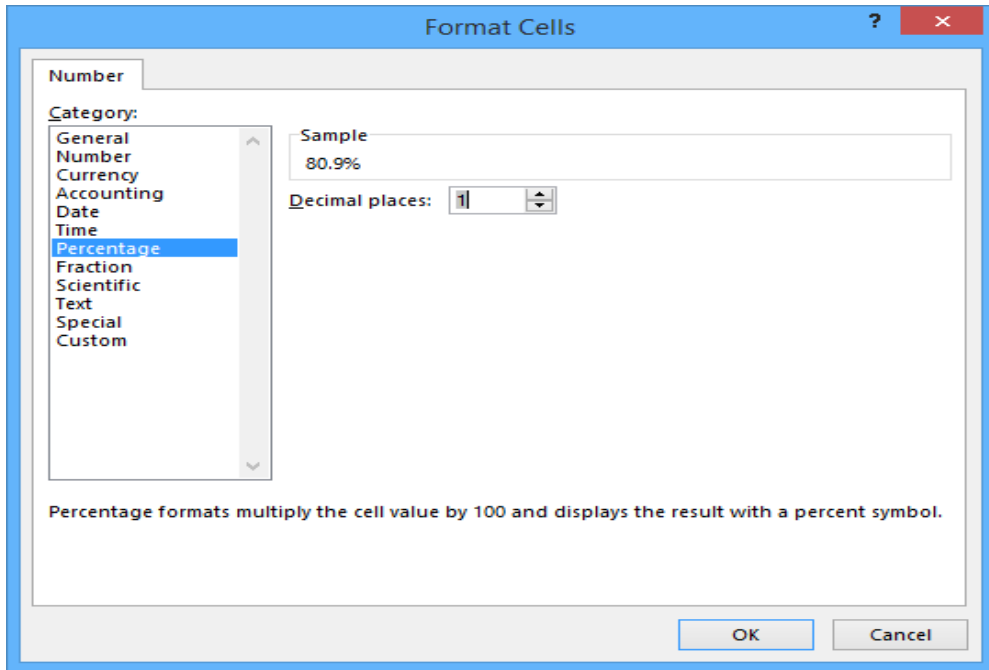 Format Cells
?
Number
Category:
General
Number
Currency
Accounting
Date
Time
Percentage
Fraction
Scientific
Text
Special
Custom
Sample
80.9%
Decimal places: 1
Percentage formats multiply the cell value by 100 and displays the result with a percent symbol.
OK
Cancel